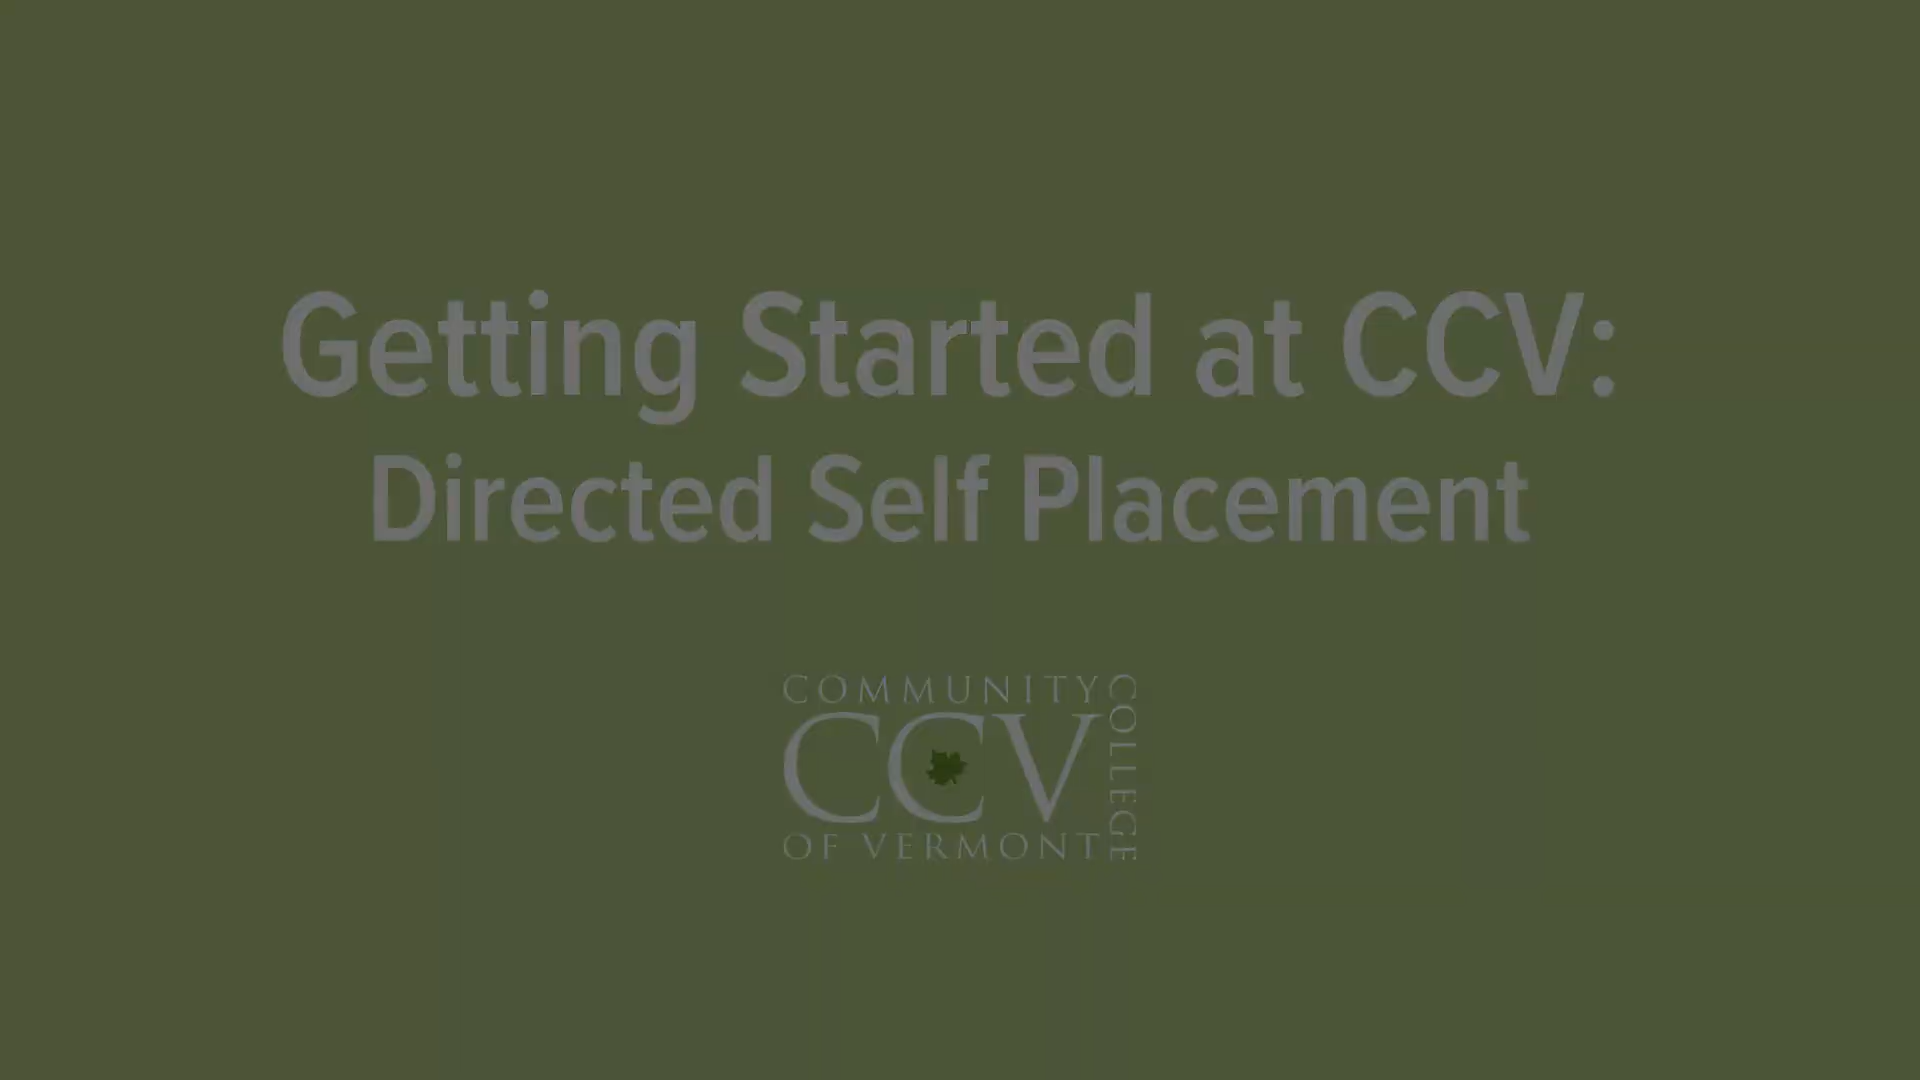 Getting Started at CCV:
Directed Self Placement
COMMUNITY
COLLEGE
CCV
OF VERMONT